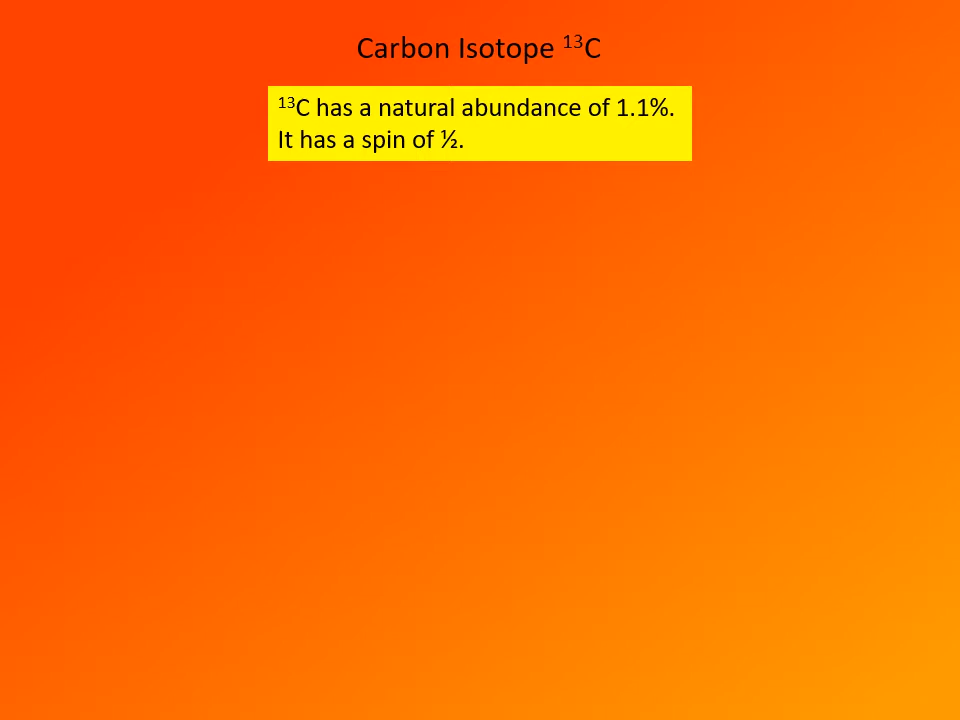 Carbon Isotope ¹³C
¹³C has a natural abundance of 1.1%.
It has a spin of ½.